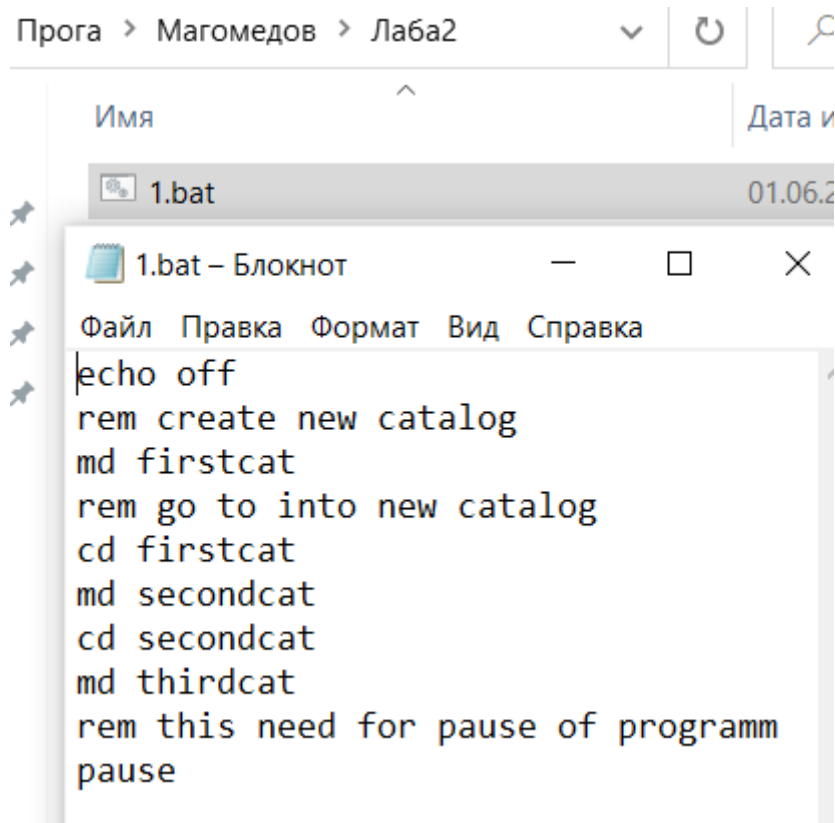 Прога > Магомедов > Лаба2
Имя
Дата и
1.bat
01.06.2
1.bat – Блокнот
Файл Правка Формат Вид Справка
echo off
rem create new catalog
md firstcat
rem go to into new catalog
cd firstcat
md secondcat
cd secondcat
md thirdcat
rem this need for pause of programm
pause